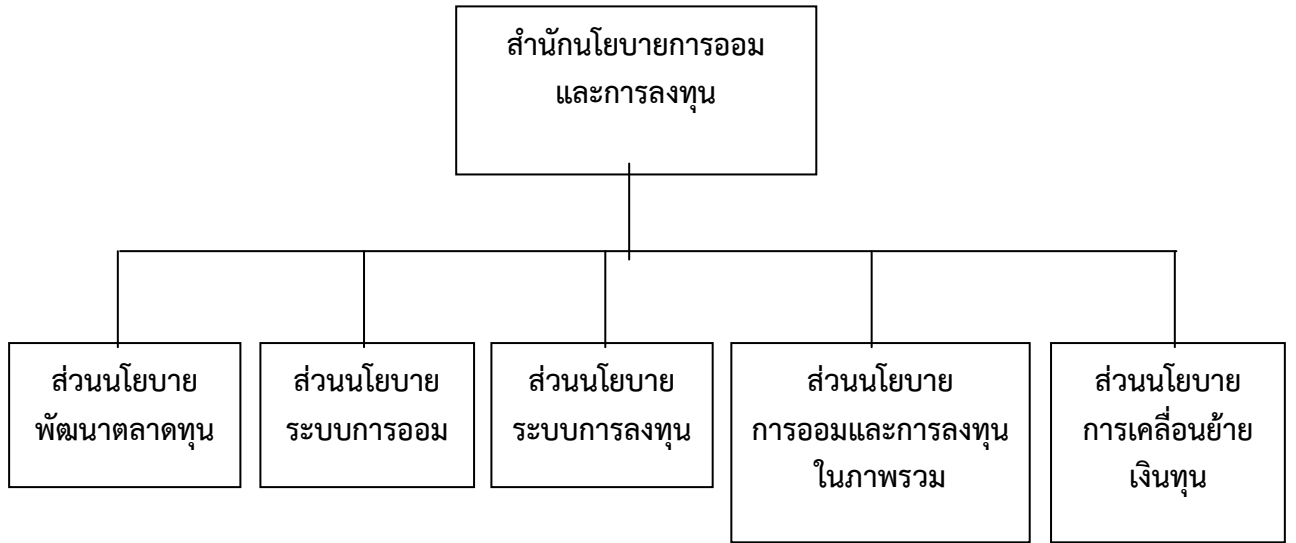 สำนักนโยบายการออม
และการลงทุน
ส่วนนโยบาย
พัฒนาตลาดทุน
ส่วนนโยบาย
ระบบการออม
ส่วนนโยบาย
ระบบการลงทุน
ส่วนนโยบาย
การออมและการลงทุน
ในภาพรวม
ส่วนนโยบาย
การเคลื่อนย้าย
เงินทุน